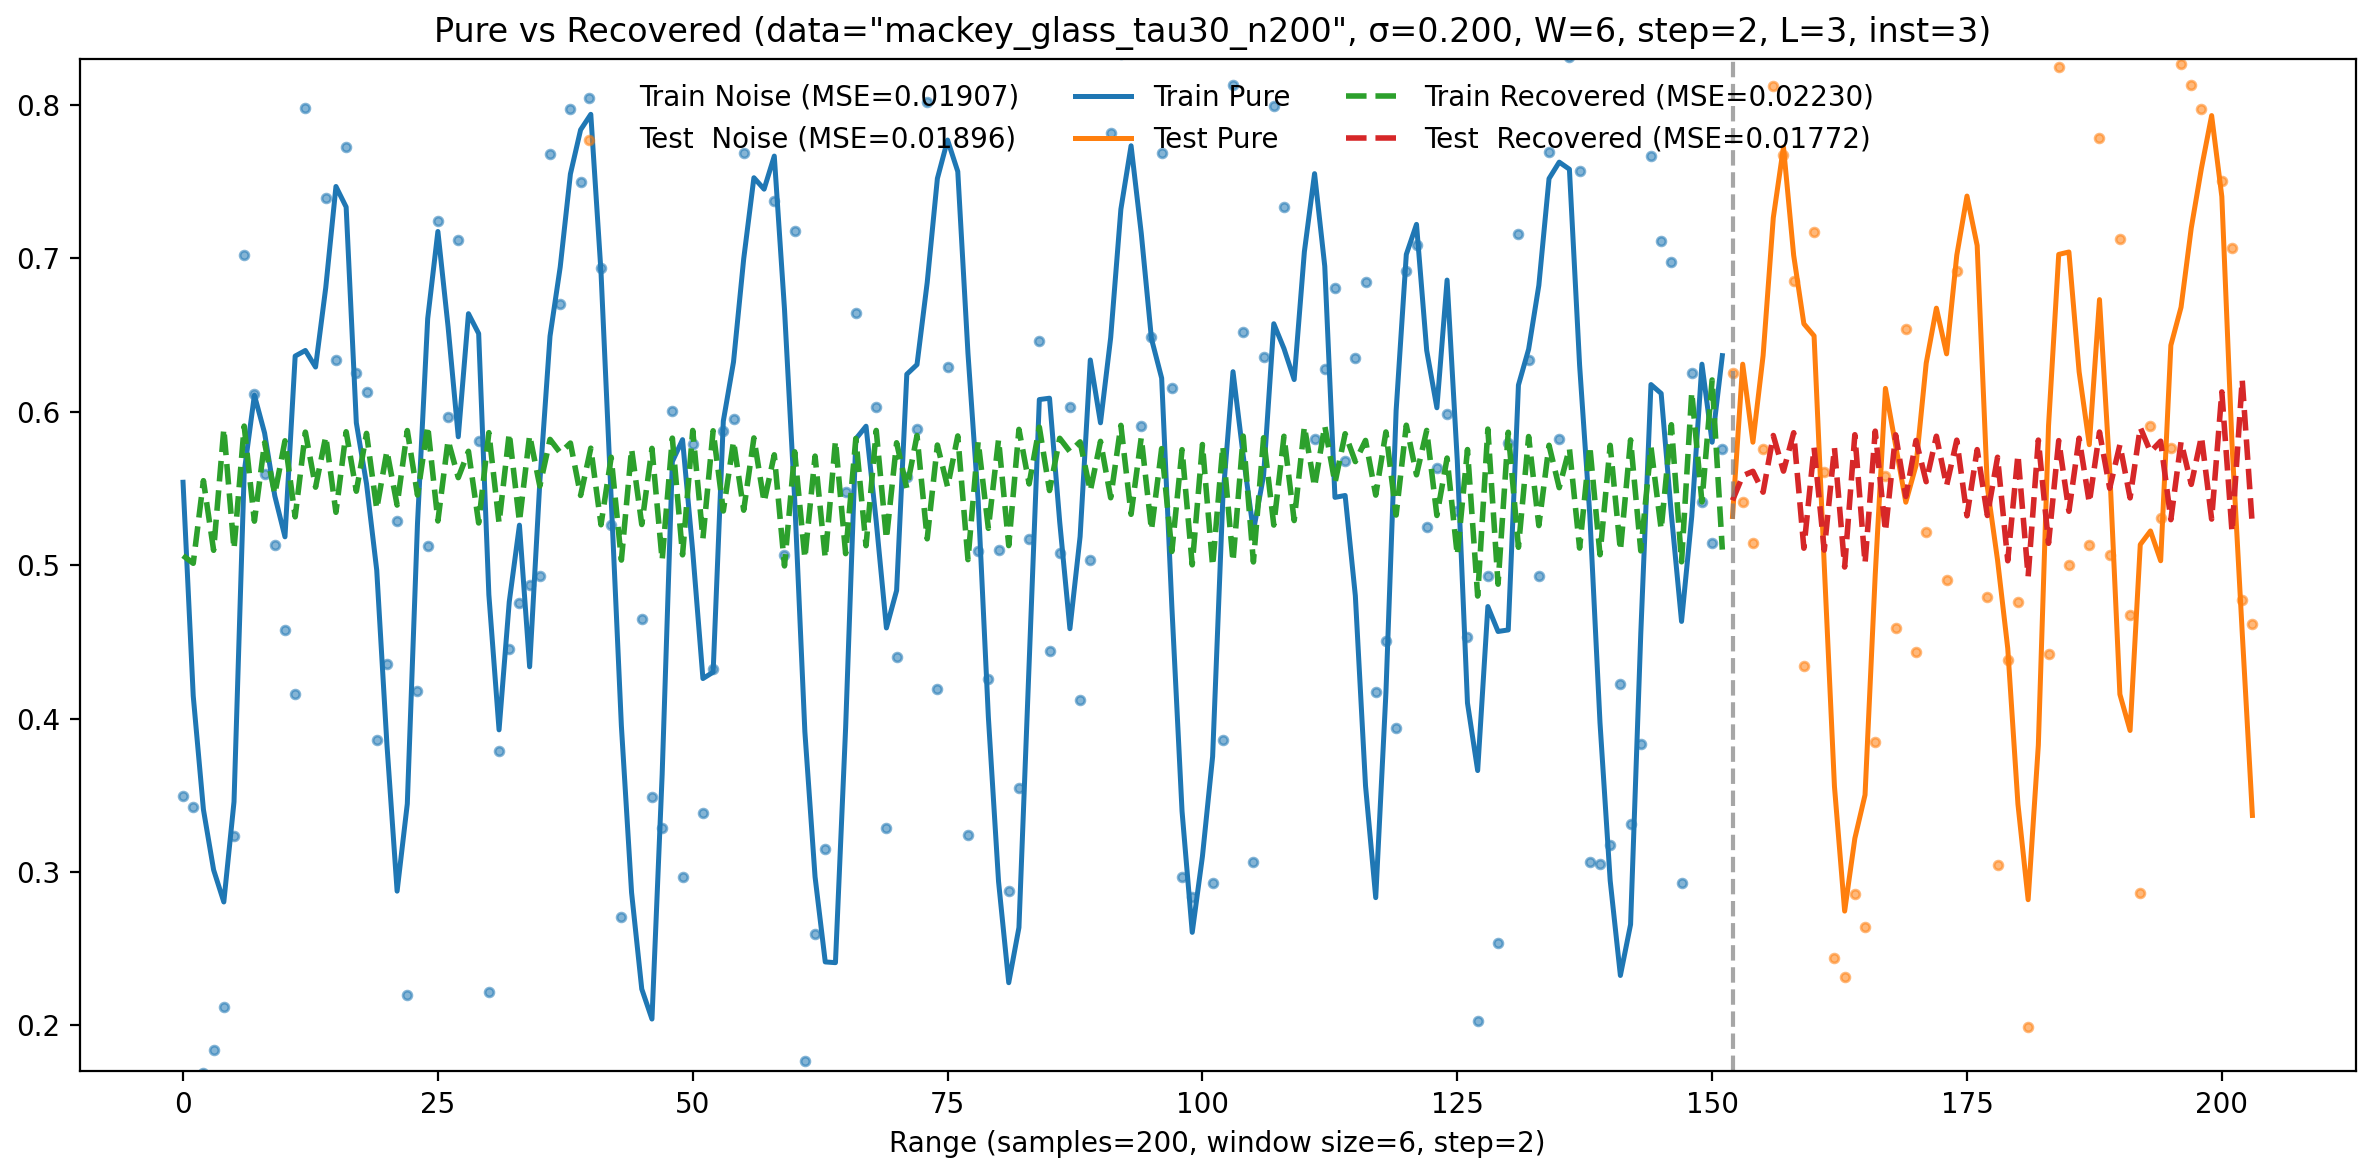 Pure vs Recovered (data="mackey_glass_tau30_n200", σ=0.200, W=6, step=2, L=3, inst=3)
Train Noise (MSE=0.01907) Train Pure Train Recovered (MSE=0.02230)
Test  Noise (MSE=0.01896) Test Pure Test  Recovered (MSE=0.01772)
0.8
0.7
0.6
0.5
0.4
0.3
0.2
0 25 50 75 100 125 150 175 200
Range (samples=200, window size=6, step=2)